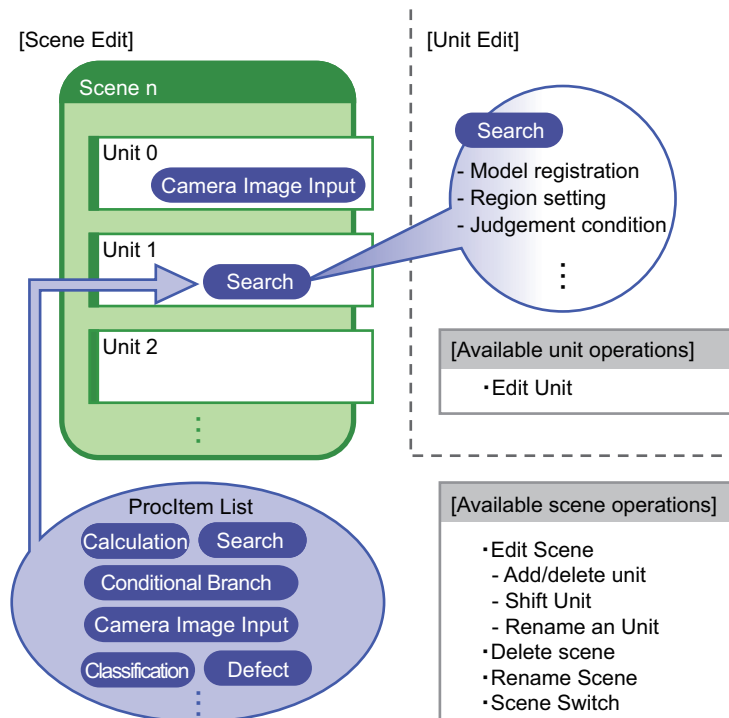 [Scene Edit]
Scene n
Unit 0
Camera Image Input
Unit 1
Search
Unit 2
ProcItem List
Calculation
Search
Conditional Branch
Camera Image Input
Classification
Defect
[Unit Edit]
Search
- Model registration
- Region setting
- Judgement condition
[Available unit operations]
・Edit Unit
[Available scene operations]
・Edit Scene
- Add/delete unit
- Shift Unit
- Rename an Unit
・Delete scene
・Rename Scene
・Scene Switch